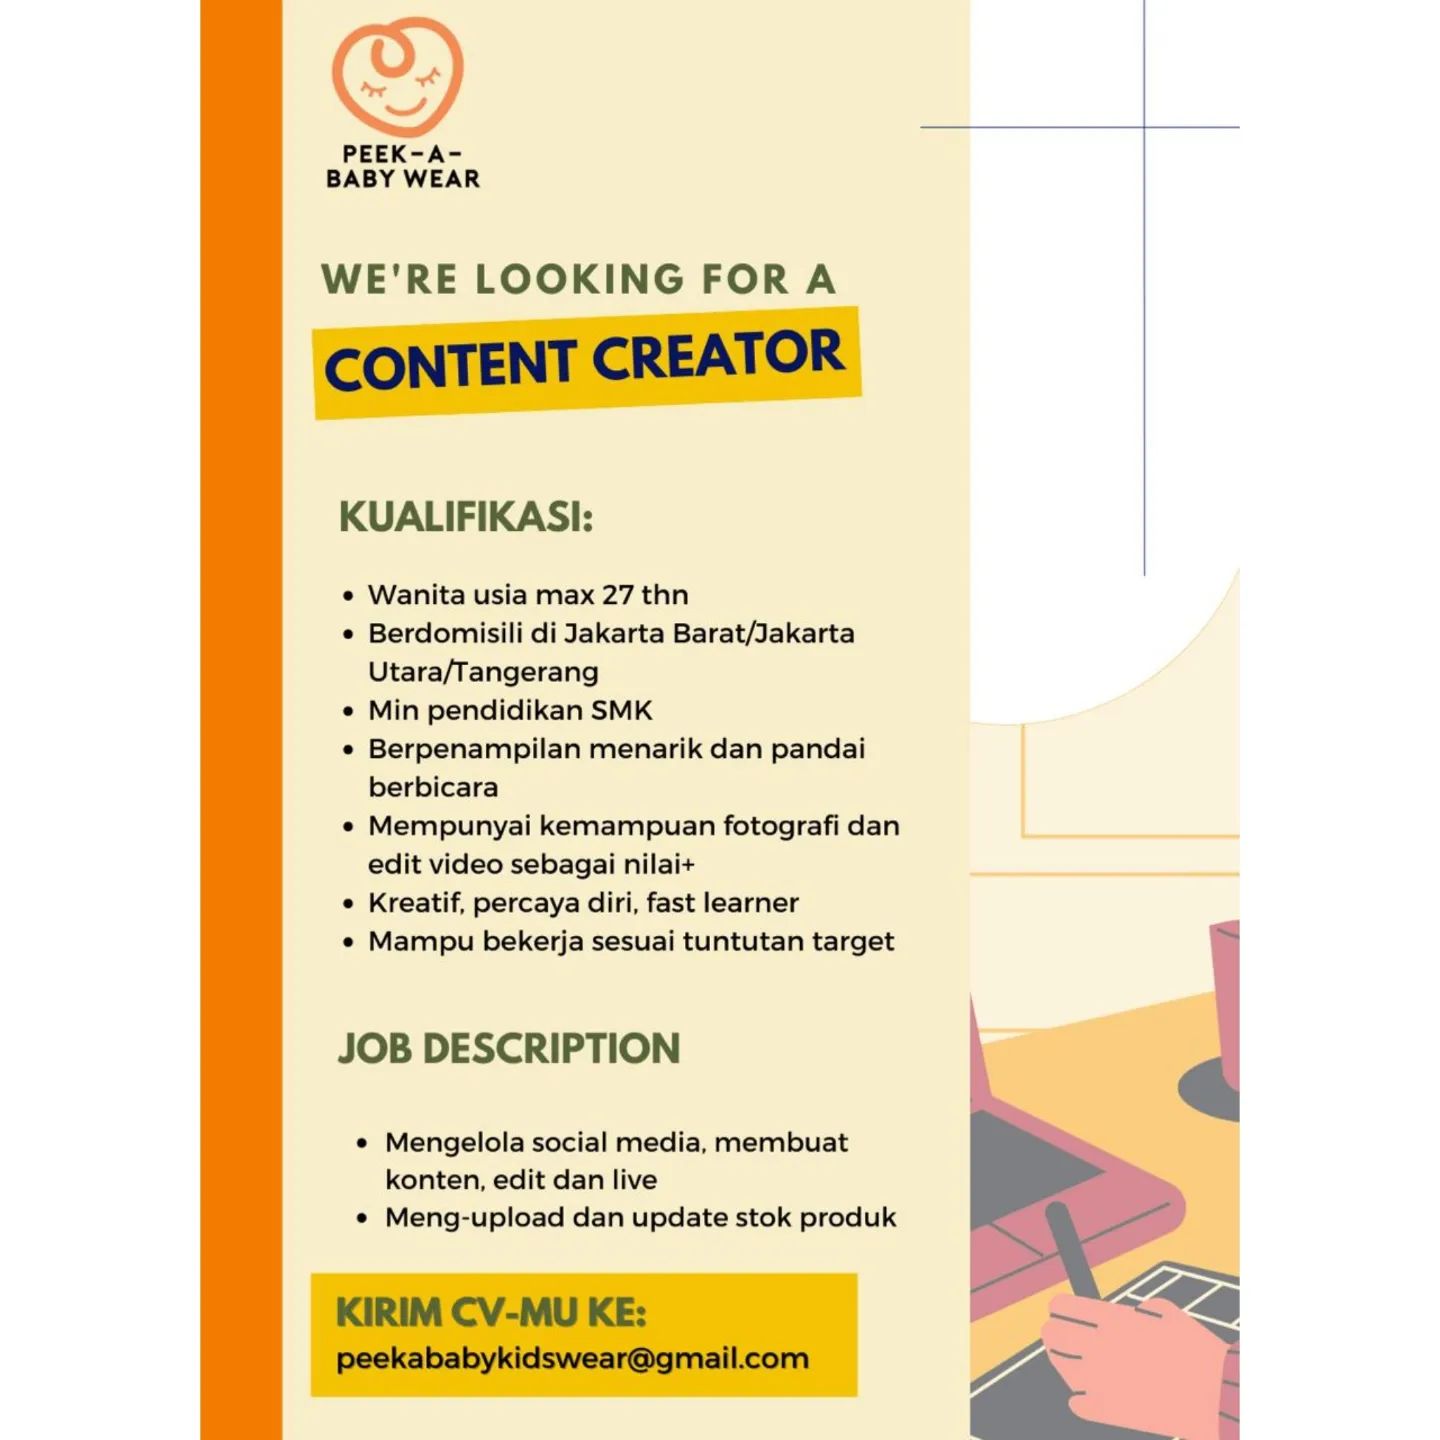 PEEK-A-
BABY WEAR
WE'RE LOOKING FOR A
CONTENT CREATOR
KUALIFIKASI:
• Wanita usia max 27 thn
• Berdomisili di Jakarta Barat/Jakarta
Utara/Tangerang
• Min pendidikan SMK
• Berpenampilan menarik dan pandai
berbicara
• Mempunyai kemampuan fotografi dan
edit video sebagai nilai+
• Kreatif, percaya diri, fast learner
• Mampu bekerja sesuai tuntutan target
JOB DESCRIPTION
• Mengelola social media, membuat
konten, edit dan live
• Meng-upload dan update stok produk
KIRIM CV-MU KE:
peekababykidswear@gmail.com